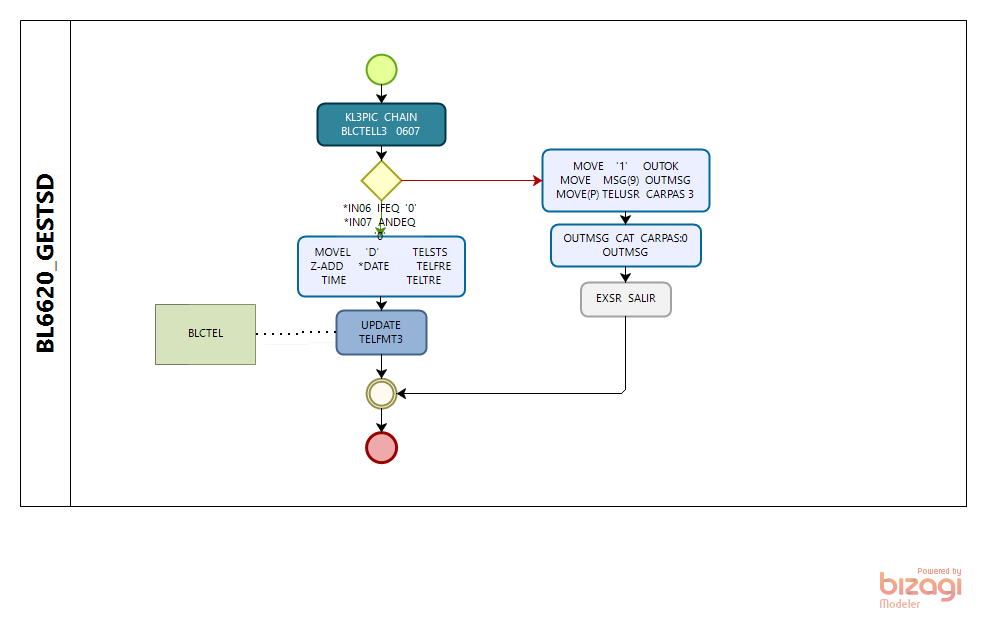 BL6620_GESTSD
KL3PIC CHAIN
BLCTELL3 0607
*IN06 IFEQ '0'
*IN07 ANDEQ
'0'
MOVE '1' OUTOK
MOVE MSG(9) OUTMSG
MOVE(P) TELUSR CARPAS 3
OUTMSG CAT CARPAS:0
OUTMSG
EXSR SALIR
MOVEL 'D' TELSTS
Z-ADD *DATE TELFRE
TIME TELTRE
UPDATE
TELFMT3
BLCTEL
Powered by
bizagi
Modeler